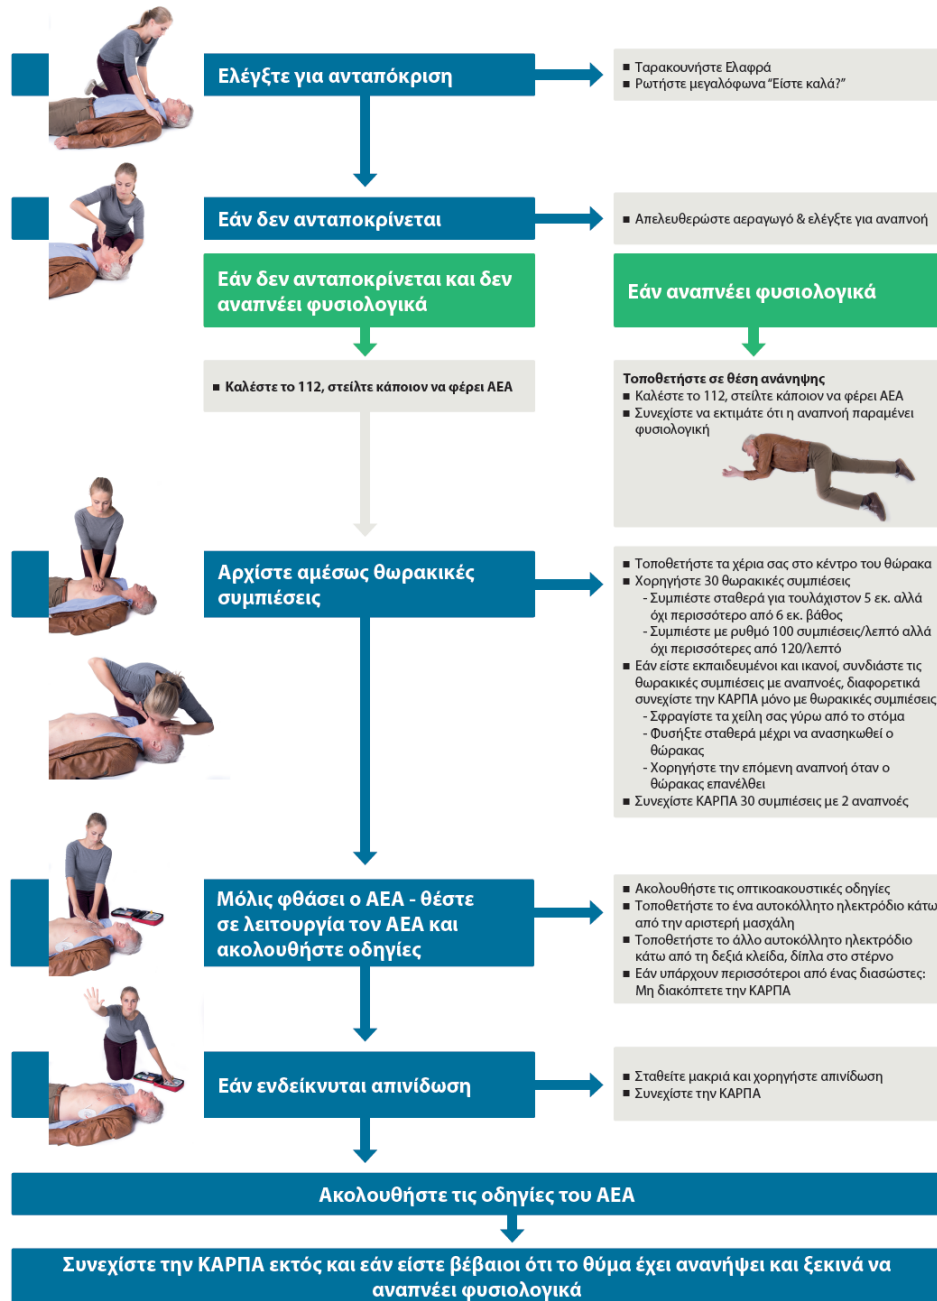 Ελέγξτε για ανταπόκριση
■ Ταρακουνήστε Ελαφρά
■ Ρωτήστε μεγαλόφωνα “Είστε καλά?”
Εάν δεν ανταποκρίνεται
■ Απελευθερώστε αεραγωγό & ελέγξτε για αναπνοή
Εάν δεν ανταποκρίνεται και δεν
αναπνέει φυσιολογικά
Εάν αναπνέει φυσιολογικά
■ Καλέστε το 112, στείλτε κάποιον να φέρει ΑΕΑ
Τοποθετήστε σε θέση ανάνηψης
■ Καλέστε το 112, στείλτε κάποιον να φέρει ΑΕΑ
■ Συνεχίστε να εκτιμάτε ότι η αναπνοή παραμένει
φυσιολογική
Αρχίστε αμέσως θωρακικές
συμπιέσεις
■ Τοποθετήστε τα χέρια σας στο κέντρο του θώρακα
■ Χορηγήστε 30 θωρακικές συμπιέσεις
- Συμπιέστε σταθερά για τουλάχιστον 5 εκ. αλλά
όχι περισσότερο από 6 εκ. βάθος
- Συμπιέστε με ρυθμό 100 συμπιέσεις/λεπτό αλλά
όχι περισσότερες από 120/λεπτό
■ Εάν είστε εκπαιδευμένοι και ικανοί, συνδιάστε τις
θωρακικές συμπιέσεις με αναπνοές, διαφορετικά
συνεχίστε την ΚΑΡΠΑ μόνο με θωρακικές συμπιέσεις
- Σφραγίστε τα χείλη σας γύρω από το στόμα
- Φυσήξτε σταθερά μέχρι να ανασηκωθεί ο
θώρακας
- Χορηγήστε την επόμενη αναπνοή όταν ο
θώρακας επανέλθει
■ Συνεχίστε ΚΑΡΠΑ 30 συμπιέσεις με 2 αναπνοές
Μόλις φθάσει ο ΑΕΑ - θέστε
σε λειτουργία τον ΑΕΑ και
ακολουθήστε οδηγίες
■ Ακολουθήστε τις οπτικοακουστικές οδηγίες
■ Τοποθετήστε το ένα αυτοκόλλητο ηλεκτρόδιο κάτω
από την αριστερή μασχάλη
■ Τοποθετήστε το άλλο αυτοκόλλητο ηλεκτρόδιο
κάτω από τη δεξιά κλείδα, δίπλα στο στέρνο
■ Εάν υπάρχουν περισσότεροι από ένας διασώστες:
Μη διακόπτετε την ΚΑΡΠΑ
Εάν ενδείκνυται απινίδωση
■ Σταθείτε μακριά και χορηγήστε απινίδωση
■ Συνεχίστε την ΚΑΡΠΑ
Ακολουθήστε τις οδηγίες του ΑΕΑ
Συνεχίστε την ΚΑΡΠΑ εκτός και εάν είστε βέβαιοι ότι το θύμα έχει ανανήψει και ξεκινά να
αναπνέει φυσιολογικά